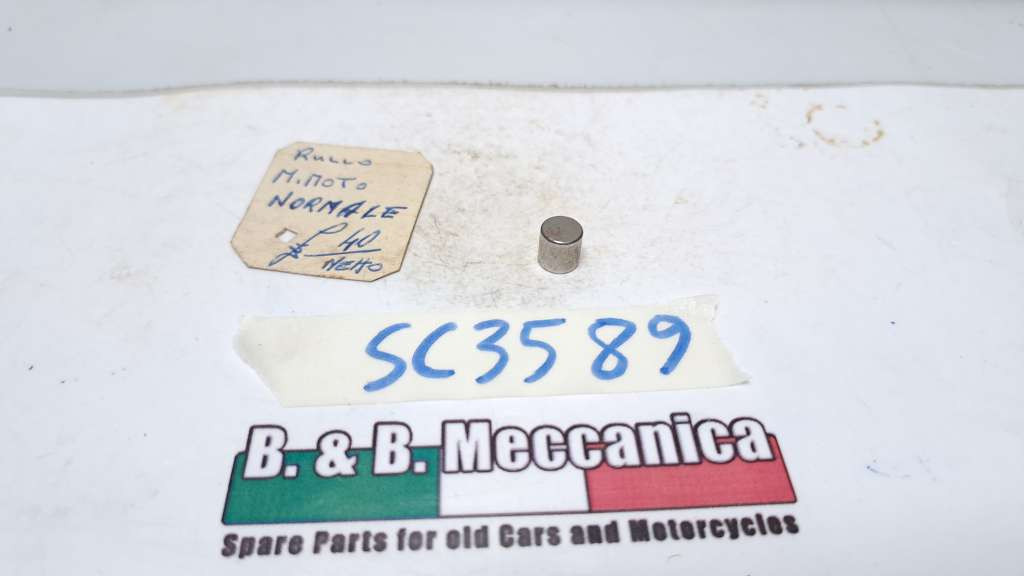 RULLO
M.MOTO
NORMALE
£ 40
NETTO
SC3589
B. & B. Meccanica
Spare Parts for old Cars and Motorcycles